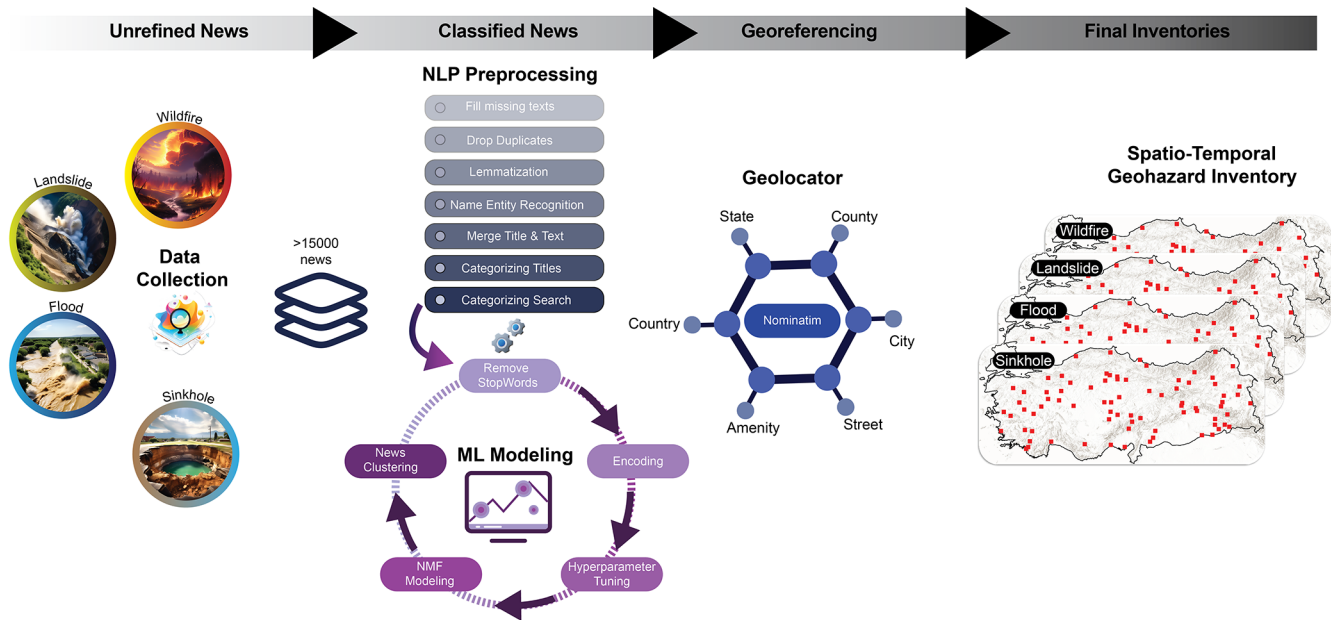 Unrefined News
Classified News
Georeferencing
Final Inventories
Wildfire
Landslide
Flood
Sinkhole
Data
Collection
>15000
news
NLP Preprocessing
Fill missing texts
Drop Duplicates
Lemmatization
Name Entity Recognition
Merge Title & Text
Categorizing Titles
Categorizing Search
Remove
StopWords
Encoding
Hyperparameter
Tuning
NMF
Modeling
News
Clustering
ML Modeling
Geolocator
State
County
Country
Nominatim
City
Amenity
Street
Spatio-Temporal
Geohazard Inventory
Wildfire
Landslide
Flood
Sinkhole